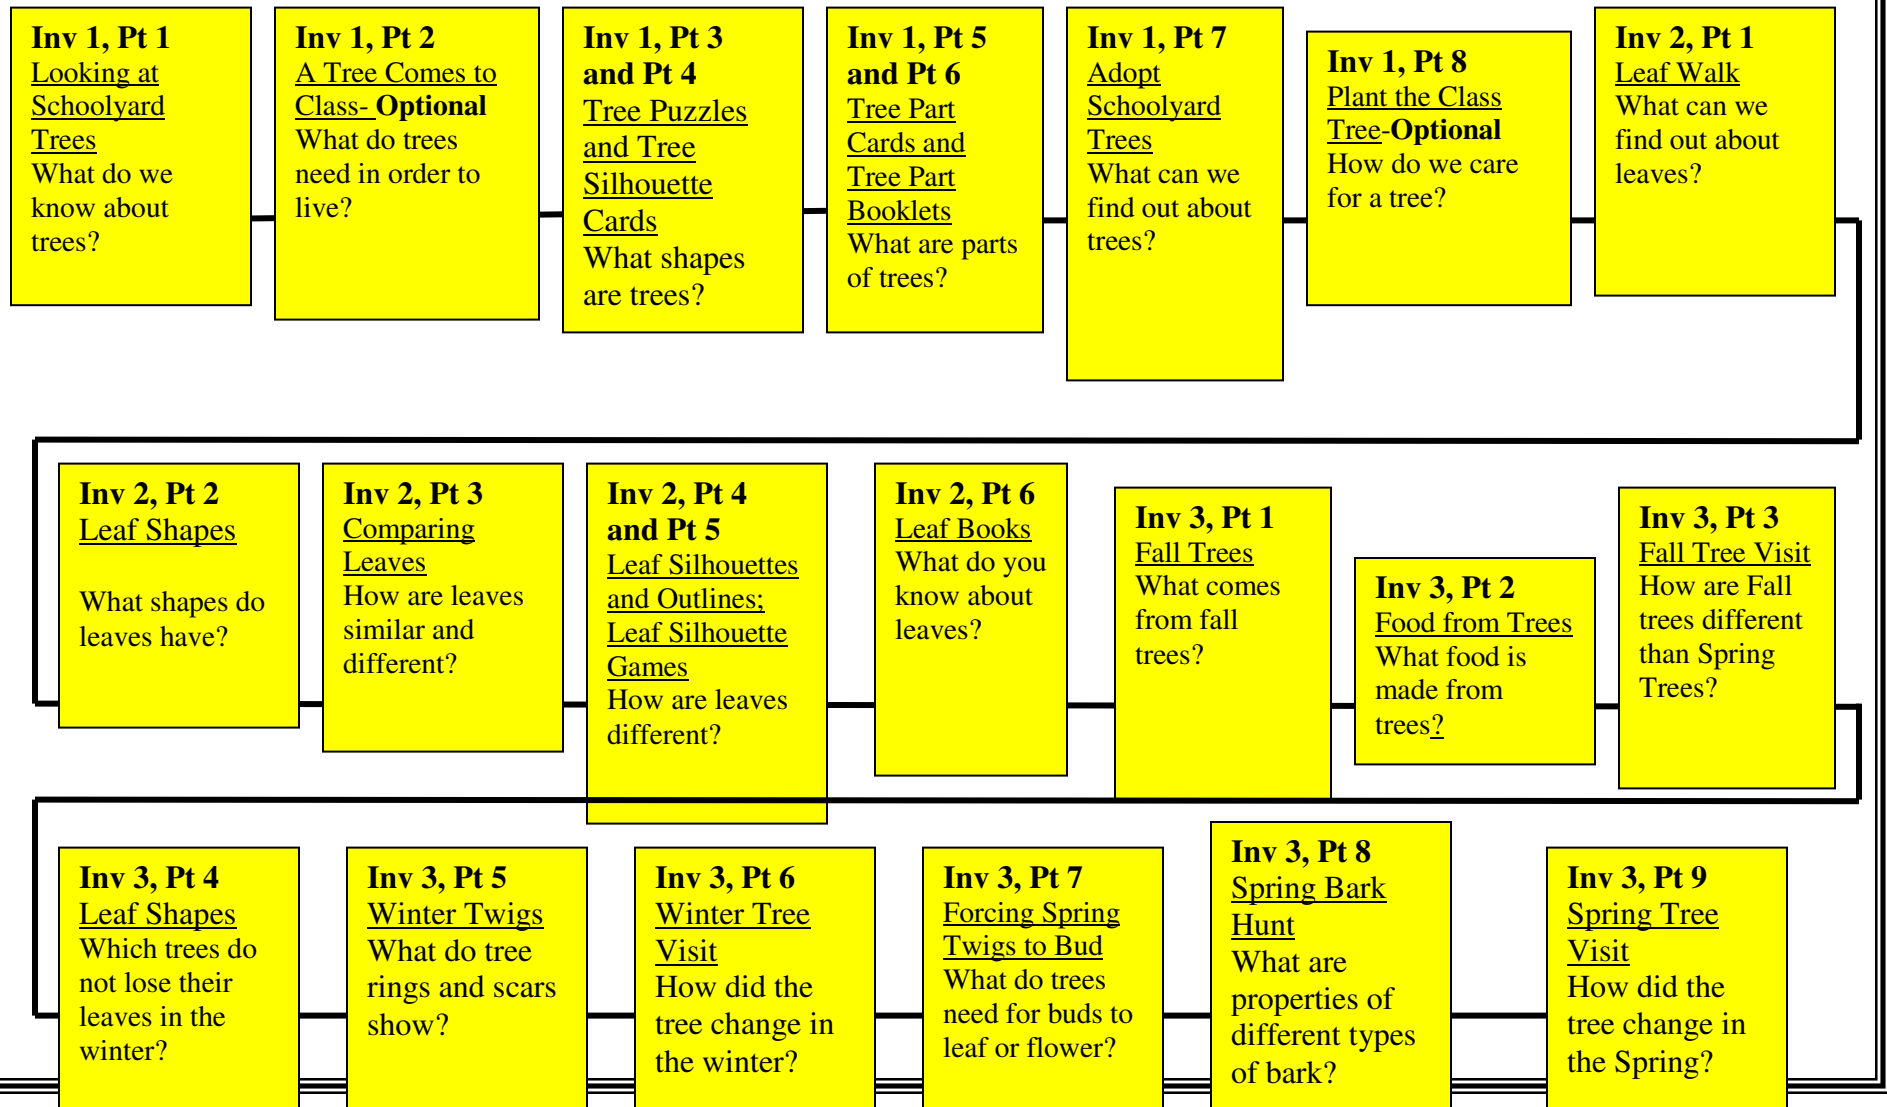 Inv 1, Pt 1
Looking at
Schoolyard
Trees
What do we
know about
trees?
Inv 1, Pt 2
A Tree Comes to
Class- Optional
What do trees
need in order to
live?
Inv 1, Pt 3
and Pt 4
Tree Puzzles
and Tree
Silhouette
Cards
What shapes
are trees?
Inv 1, Pt 5
and Pt 6
Tree Part
Cards and
Tree Part
Booklets
What are parts
of trees?
Inv 1, Pt 7
Adopt
Schoolyard
Trees
What can we
find out about
trees?
Inv 1, Pt 8
Plant the Class
Tree-Optional
How do we care
for a tree?
Inv 2, Pt 1
Leaf Walk
What can we
find out about
leaves?
Inv 2, Pt 2
Leaf Shapes
What shapes do
leaves have?
Inv 2, Pt 3
Comparing
Leaves
How are leaves
similar and
different?
Inv 2, Pt 4
and Pt 5
Leaf Silhouettes
and Outlines;
Leaf Silhouette
Games
How are leaves
different?
Inv 2, Pt 6
Leaf Books
What do you
know about
leaves?
Inv 3, Pt 1
Fall Trees
What comes
from fall
trees?
Inv 3, Pt 2
Food from Trees
What food is
made from
trees?
Inv 3, Pt 3
Fall Tree Visit
How are Fall
trees different
than Spring
Trees?
Inv 3, Pt 4
Leaf Shapes
Which trees do
not lose their
leaves in the
winter?
Inv 3, Pt 5
Winter Twigs
What do tree
rings and scars
show?
Inv 3, Pt 6
Winter Tree
Visit
How did the
tree change in
the winter?
Inv 3, Pt 7
Forcing Spring
Twigs to Bud
What do trees
need for buds to
leaf or flower?
Inv 3, Pt 8
Spring Bark
Hunt
What are
properties of
different types
of bark?
Inv 3, Pt 9
Spring Tree
Visit
How did the
tree change in
the Spring?